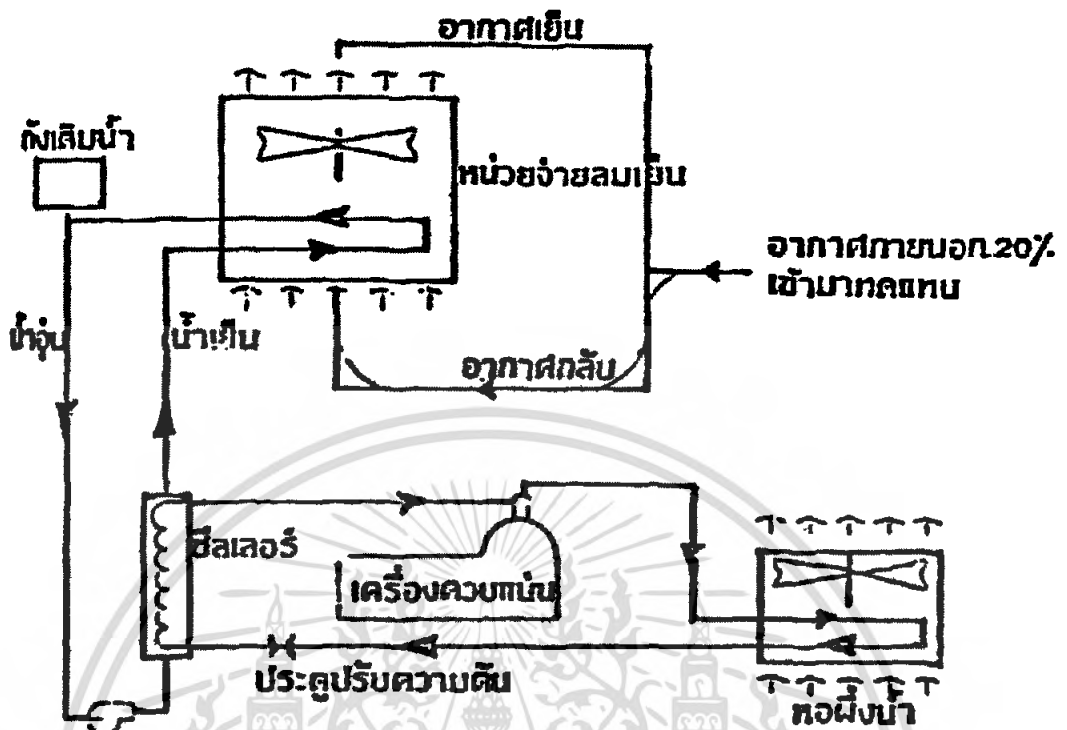 อากาศเย็น
ถังเติมน้ำ
หน่วยจ่ายลมเย็น
อากาศภายนอก 20%
เข้ามาทดแทน
น้ำอุ่น
น้ำเย็น
อากาศกลับ
ชิลเลอร์
เครื่องควบแน่น
ประตูปรับความดัน
หอผึ่งน้ำ